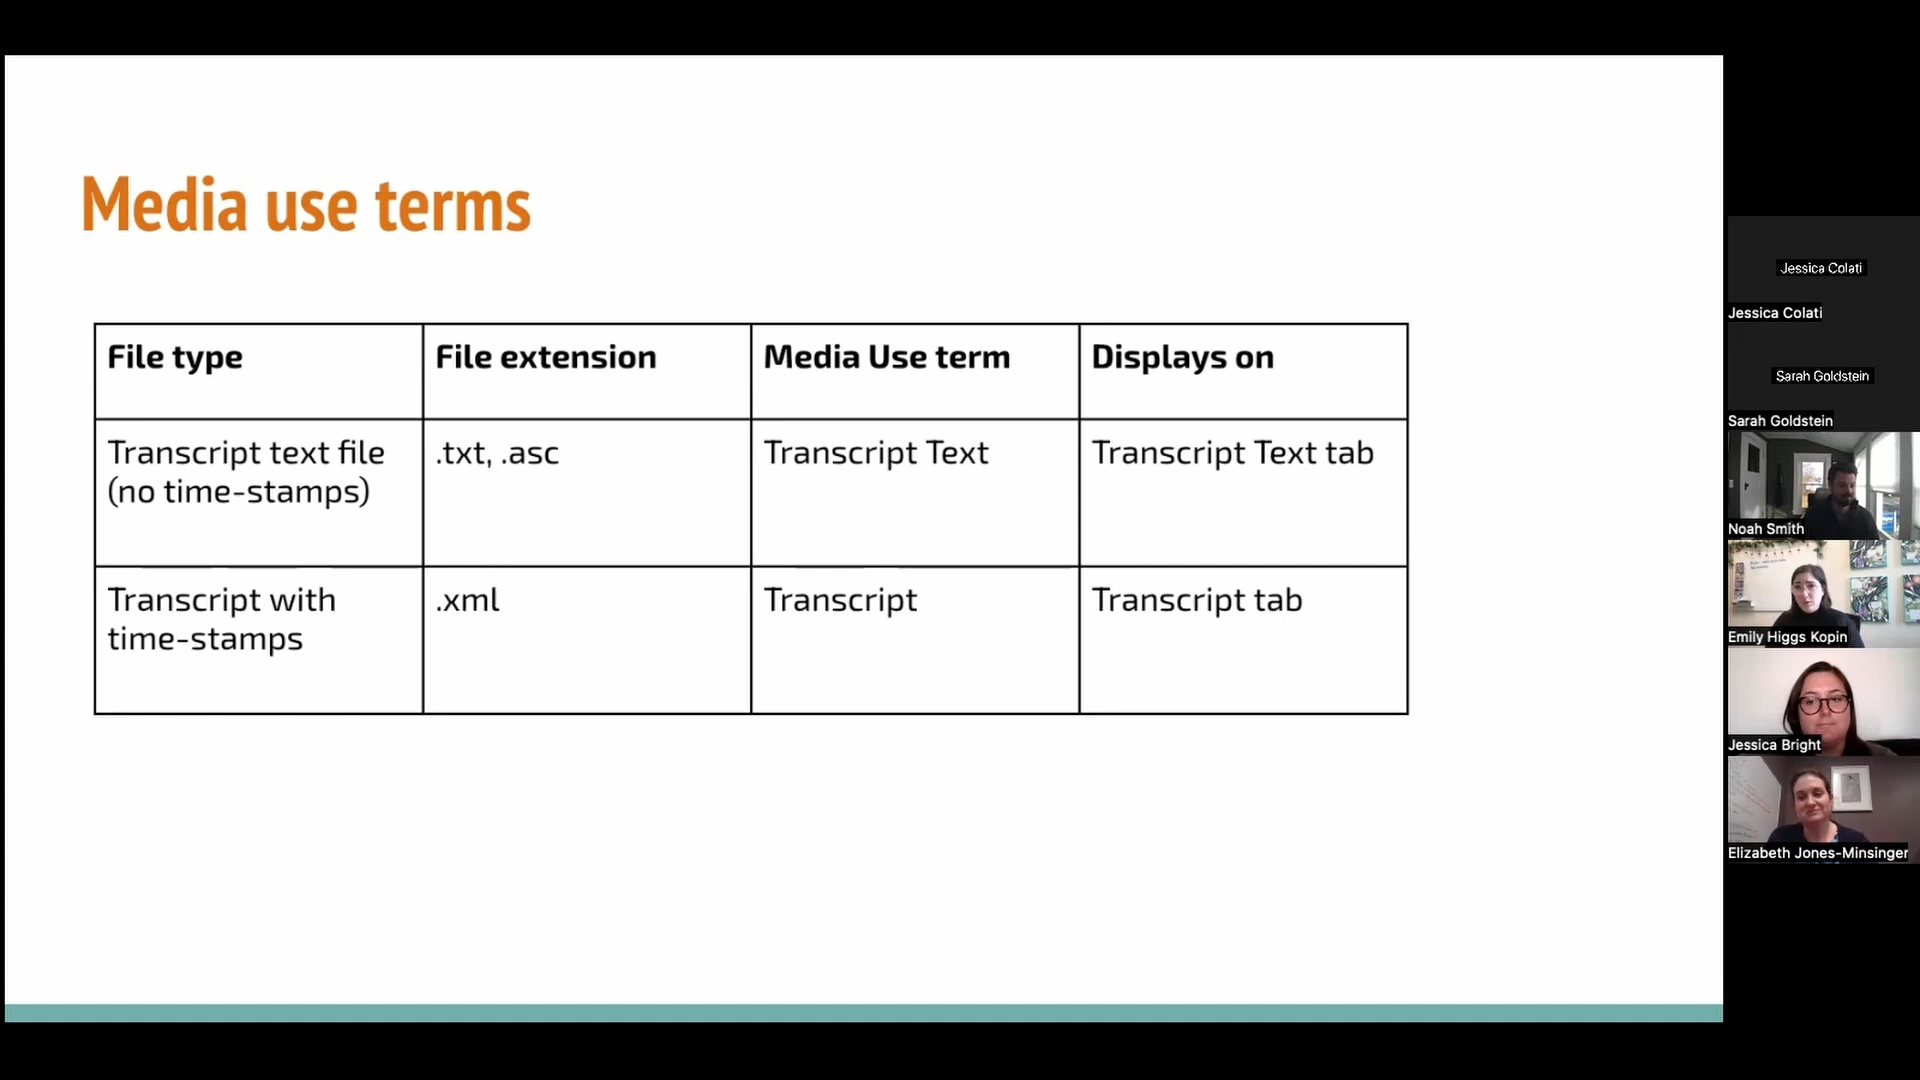 Media use terms
File type
File extension
Media Use term
Displays on
Transcript text file
(no time-stamps)
.txt, .asc
Transcript Text
Transcript Text tab
Transcript with
time-stamps
.xml
Transcript
Transcript tab
Jessica Colati
Jessica Colati
Sarah Goldstein
Sarah Goldstein
Noah Smith
Emily Higgs Kopin
Jessica Bright
Elizabeth Jones-Minsinger